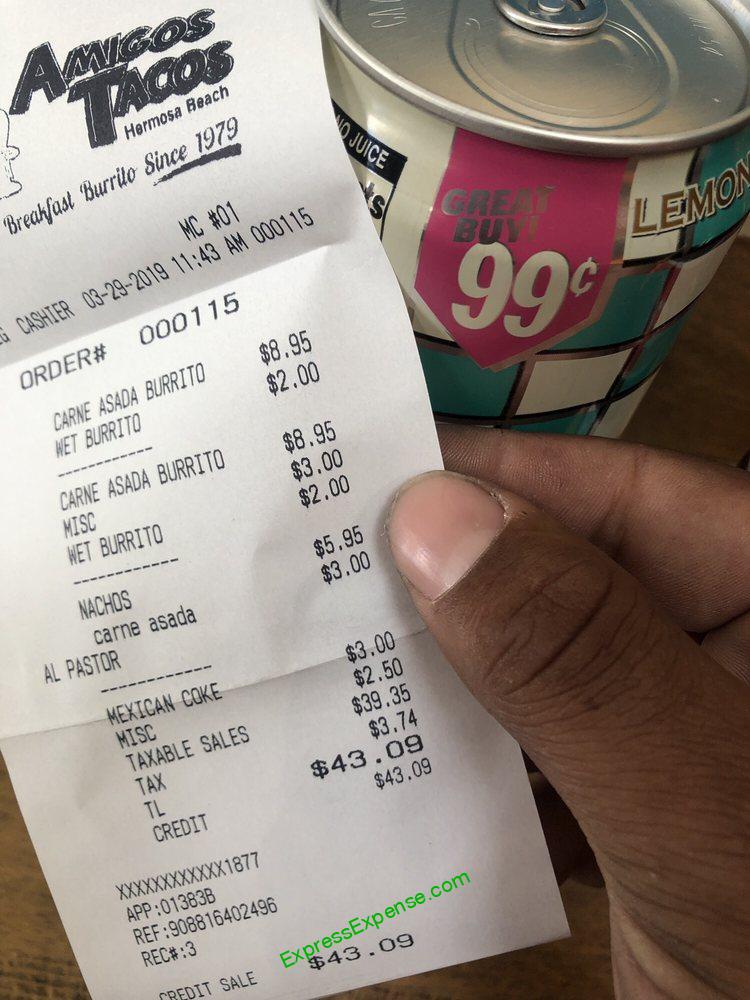 AMIGOS
TACOS
Hermosa Beach
Breakfast Burrito Since 1979
MC #01
CASHIER 03-29-2019 11:43 AM 000115
ORDER# 000115
CARNE ASADA BURRITO $8.95
WET BURRITO $2.00
------------
CARNE ASADA BURRITO $8.95
MISC $3.00
WET BURRITO $2.00
------------
NACHOS $5.95
carne asada $3.00
AL PASTOR
------------
MEXICAN COKE $3.00
MISC $2.50
TAXABLE SALES $39.35
TAX $3.74
TL $43.09
CREDIT $43.09
XXXXXXXXXXXX1877
APP:01383B
REF:908816402496
REC#:3
CREDIT SALE $43.09
ExpressExpense.com
NO JUICE
GREAT
BUY!
99¢
LEMON